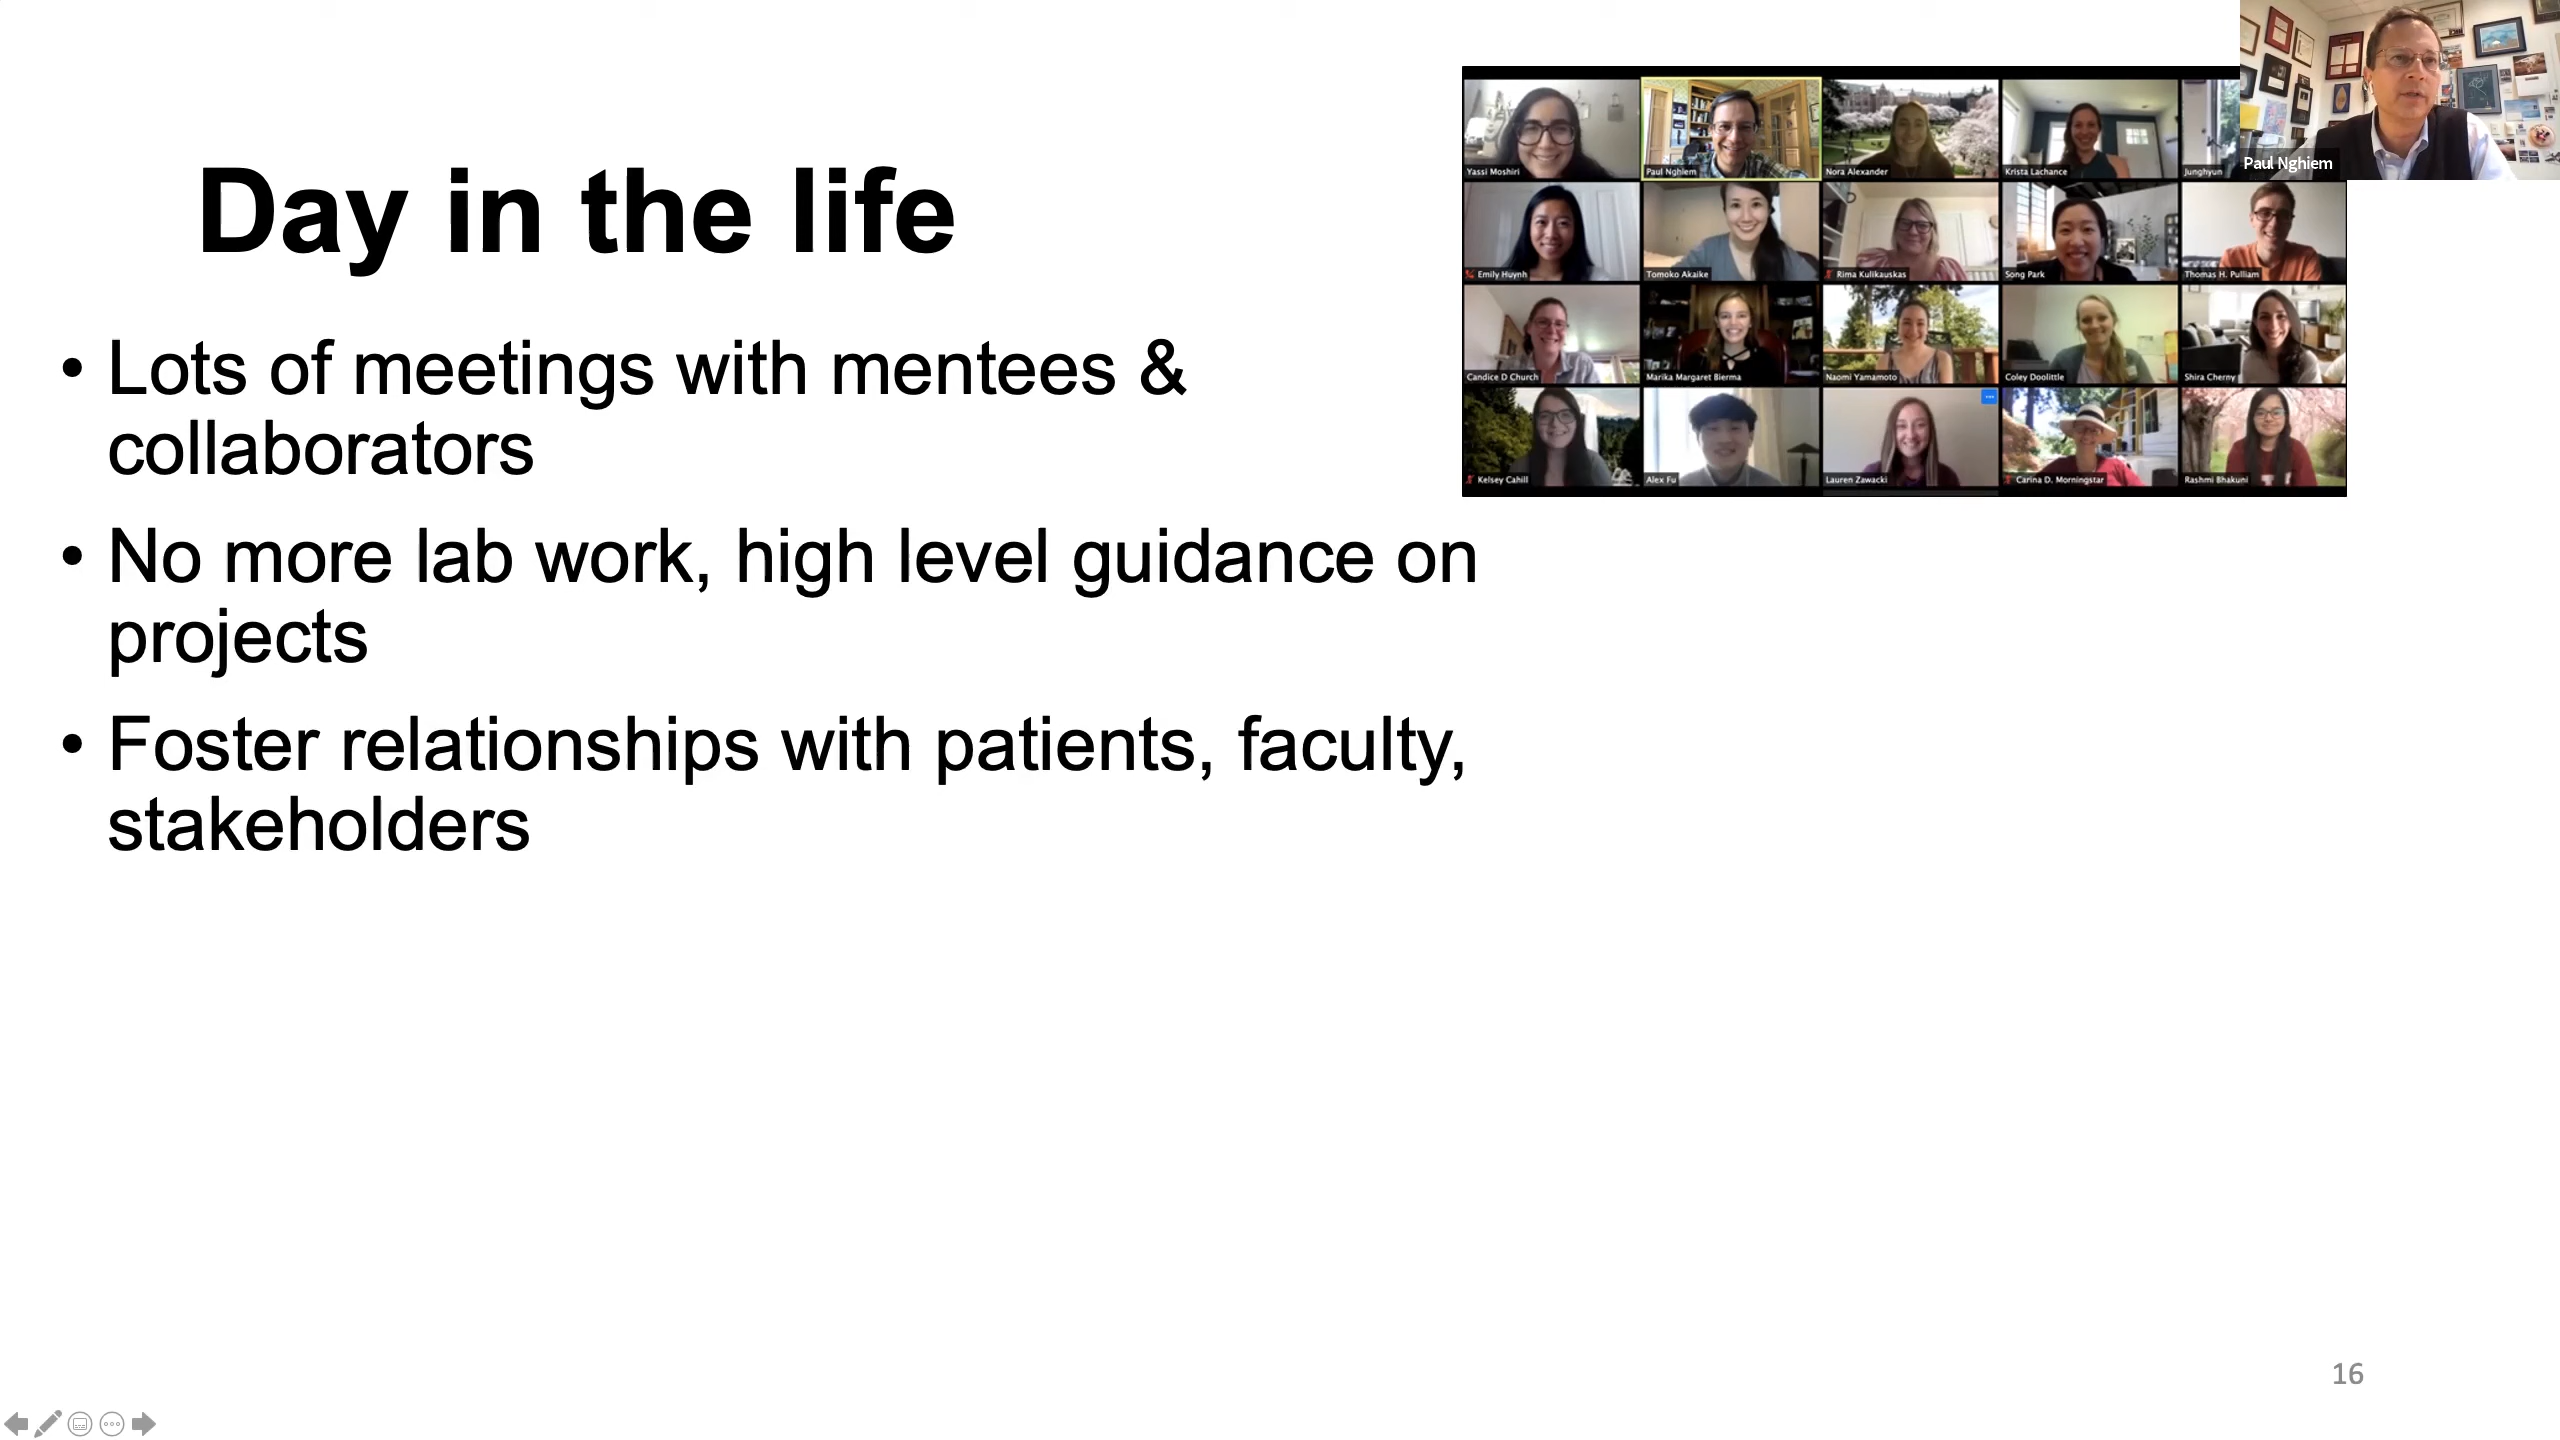 Day in the life
• Lots of meetings with mentees &
collaborators
• No more lab work, high level guidance on
projects
• Foster relationships with patients, faculty,
stakeholders
Yassi Moshiri
Paul Nghiem
Nora Alexander
Krista Lachance
Junghyun
Paul Nghiem
Emily Huynh
Tomoko Akaike
Rima Kulikauskas
Song Park
Thomas H. Pulliam
Candice D Church
Marika Margaret Bierma
Naomi Yamamoto
Coley Doolittle
Shira Cherny
Kelsey Cahill
Alex Fu
Lauren Zawacki
Carina D. Morningstar
Rashmi Bhakuni
16